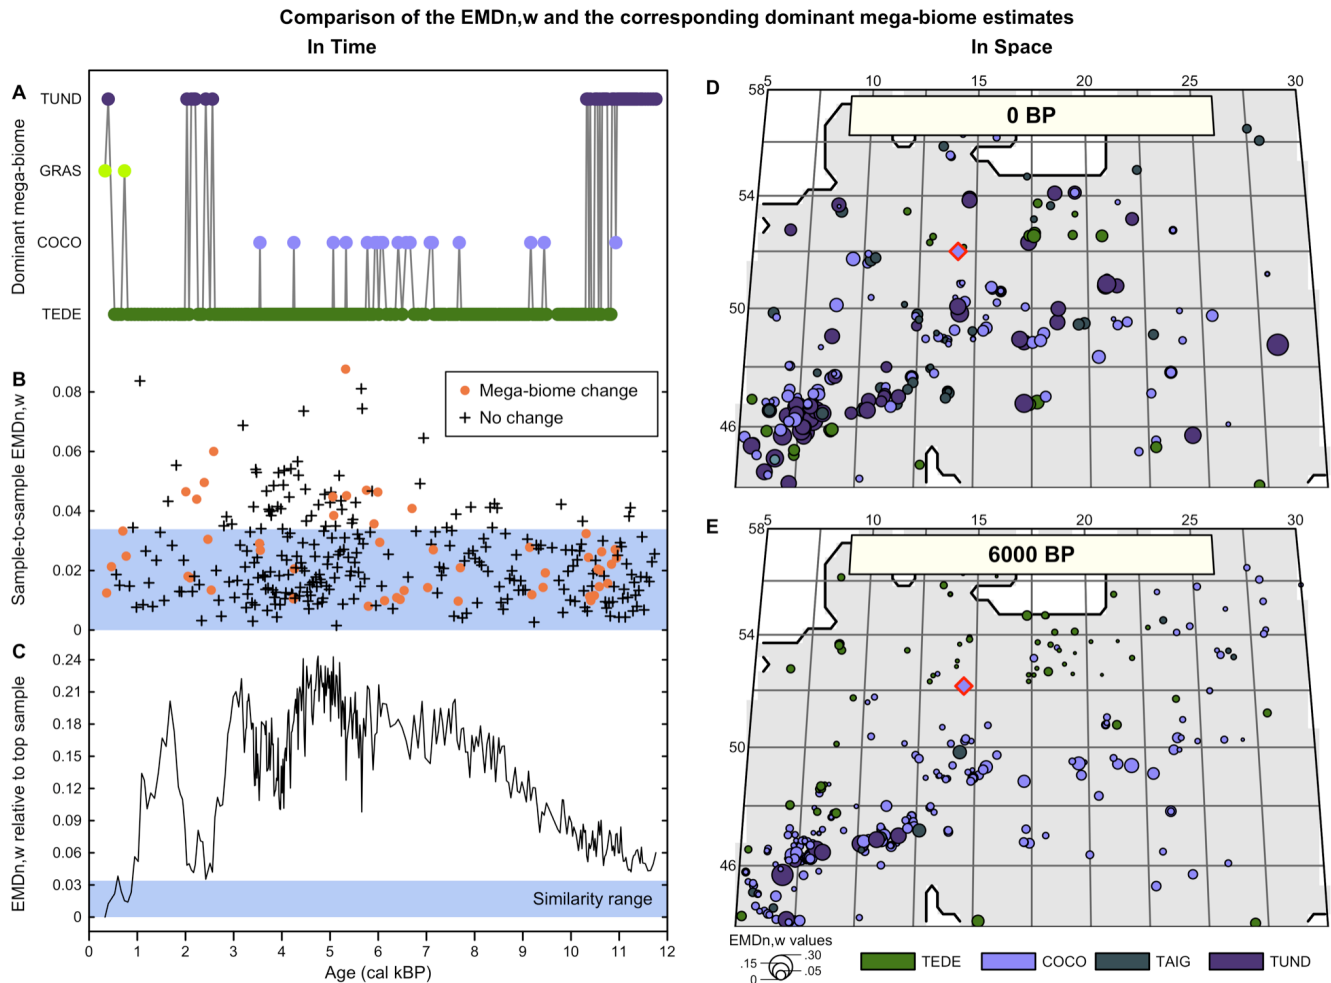 Comparison of the EMDn,w and the corresponding dominant mega-biome estimates
In Time
In Space
A
Dominant mega-biome
TUND
GRAS
COCO
TEDE
B
Sample-to-sample EMDn,w
0.08
0.06
0.04
0.02
0
Mega-biome change
No change
C
EMDn,w relative to top sample
0.24
0.21
0.18
0.15
0.12
0.09
0.06
0.03
0
Similarity range
0 1 2 3 4 5 6 7 8 9 10 11 12
Age (cal kBP)
D
5 10 15 20 25 30
58
54
50
46
0 BP
E
5 10 15 20 25 30
58
54
50
46
6000 BP
EMDn,w values
.30
.15
.05
0
TEDE COCO TAIG TUND